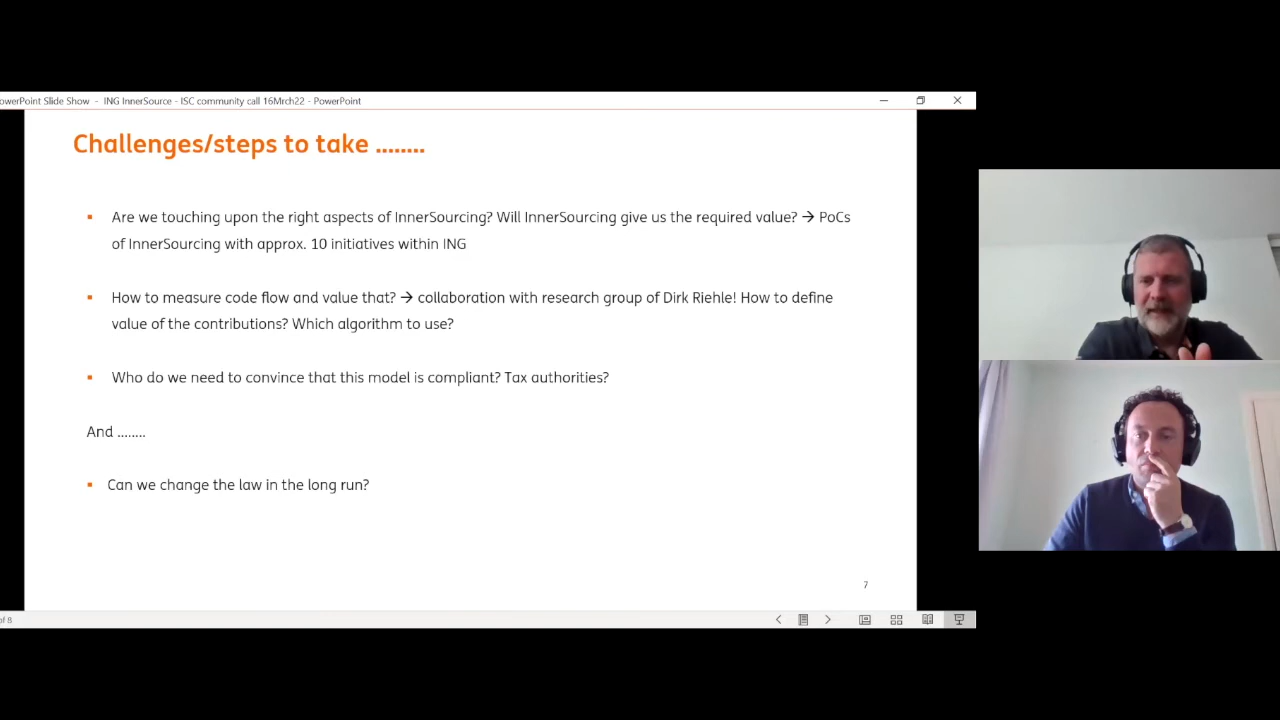 owerPoint Slide Show - ING InnerSource - ISC community call 16Mrch22 - PowerPoint
Challenges/steps to take ........
▪ Are we touching upon the right aspects of InnerSourcing? Will InnerSourcing give us the required value? → PoCs
of InnerSourcing with approx. 10 initiatives within ING
▪ How to measure code flow and value that? → collaboration with research group of Dirk Riehle! How to define
value of the contributions? Which algorithm to use?
▪ Who do we need to convince that this model is compliant? Tax authorities?
And ........
▪ Can we change the law in the long run?
7
of 8